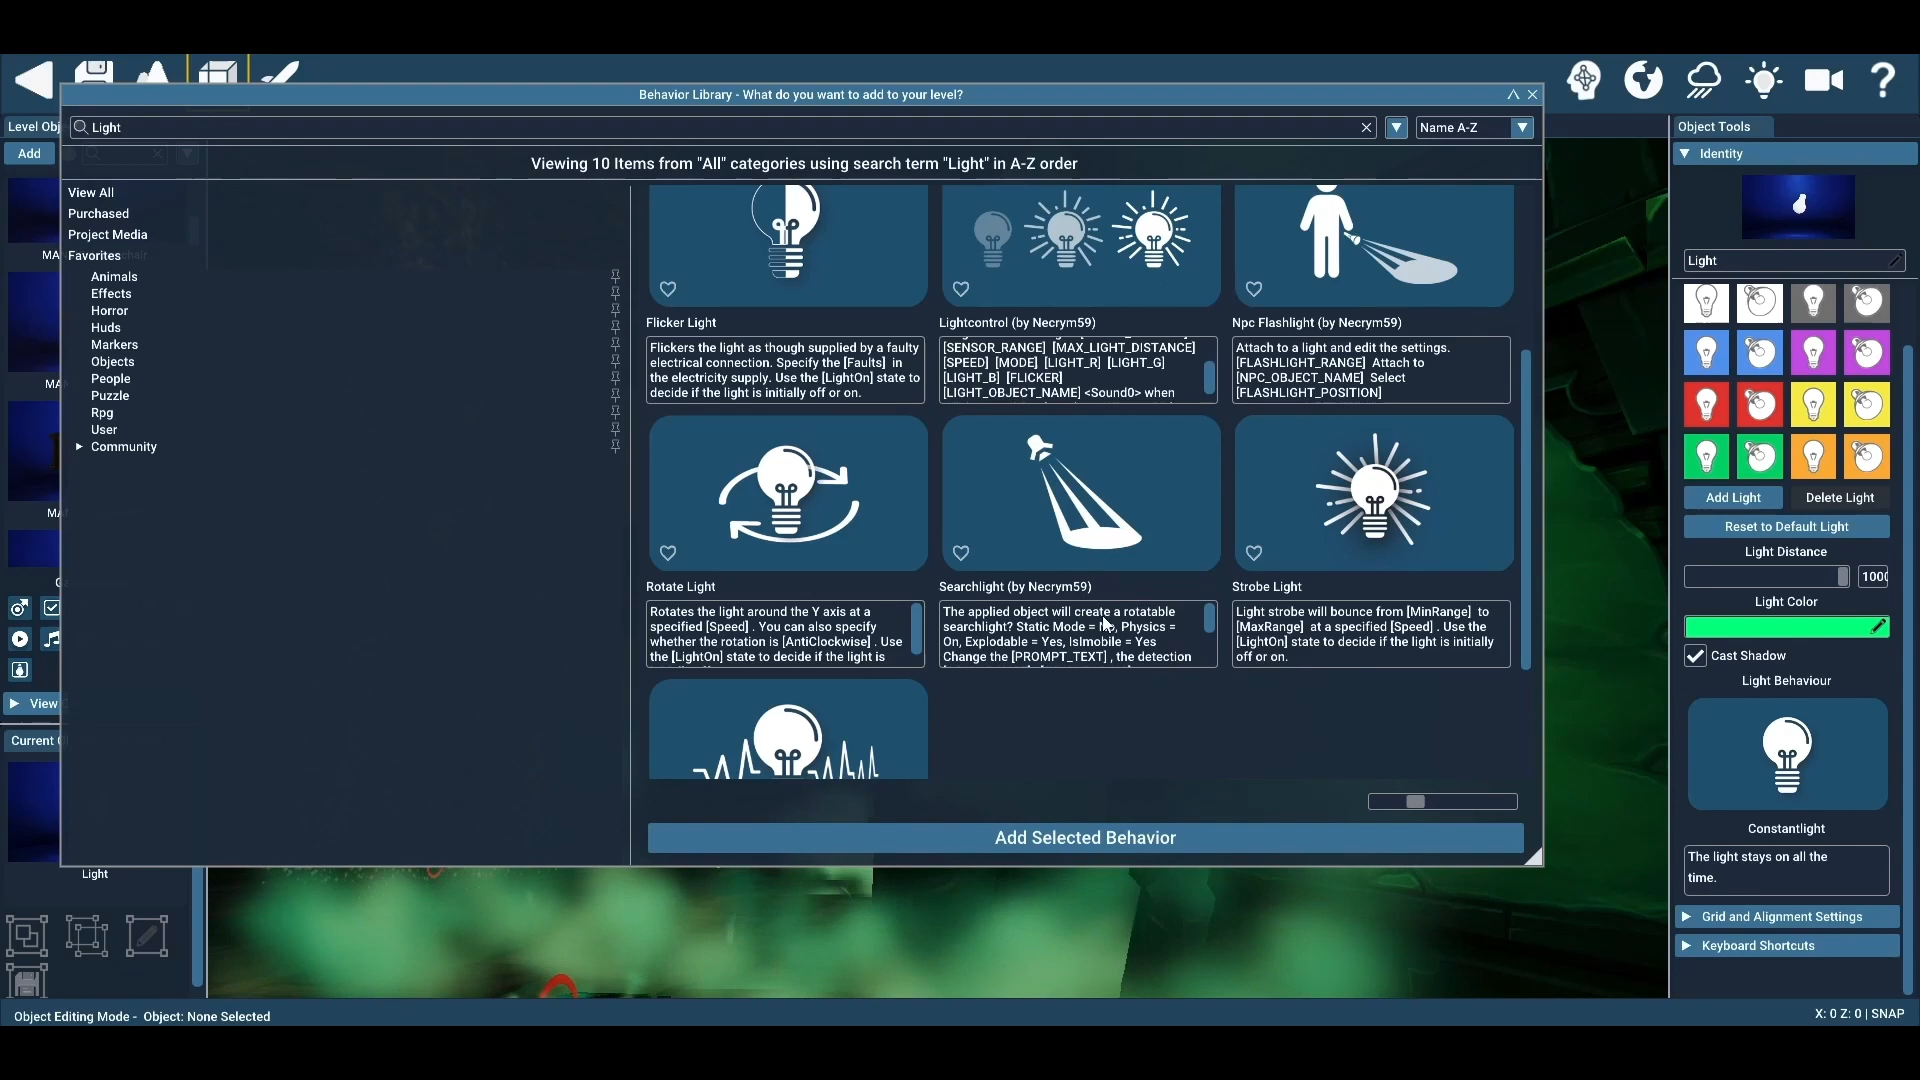 Behavior Library - What do you want to add to your level?
Level Obj
Light
Name A-Z
Object Tools
Add
Viewing 10 Items from "All" categories using search term "Light" in A-Z order
Identity
View All
Purchased
Project Media
Favorites
Animals
Effects
Horror
Huds
Markers
Objects
People
Puzzle
Rpg
User
Community
Light
Flicker Light
Flickers the light as though supplied by a faulty
electrical connection. Specify the [Faults] in
the electricity supply. Use the [LightOn] state to
decide if the light is initially off or on.
Lightcontrol (by Necrym59)
[SENSOR_RANGE] [MAX_LIGHT_DISTANCE]
[SPEED] [MODE] [LIGHT_R] [LIGHT_G]
[LIGHT_B] [FLICKER]
[LIGHT_OBJECT_NAME] <Sound0> when
Npc Flashlight (by Necrym59)
Attach to a light and edit the settings.
[FLASHLIGHT_RANGE] Attach to
[NPC_OBJECT_NAME] Select
[FLASHLIGHT_POSITION]
Rotate Light
Rotates the light around the Y axis at a
specified [Speed] . You can also specify
whether the rotation is [AntiClockwise] . Use
the [LightOn] state to decide if the light is
Searchlight (by Necrym59)
The applied object will create a rotatable
searchlight? Static Mode = No, Physics =
On, Explodable = Yes, IsImobile = Yes
Change the [PROMPT_TEXT] , the detection
Strobe Light
Light strobe will bounce from [MinRange] to
[MaxRange] at a specified [Speed] . Use the
[LightOn] state to decide if the light is initially
off or on.
Add Selected Behavior
Add Light
Delete Light
Reset to Default Light
Light Distance
1000
Light Color
Cast Shadow
Light Behaviour
Constantlight
The light stays on all the
time.
Grid and Alignment Settings
Keyboard Shortcuts
View
Light
Object Editing Mode - Object: None Selected
X: 0 Z: 0 | SNAP